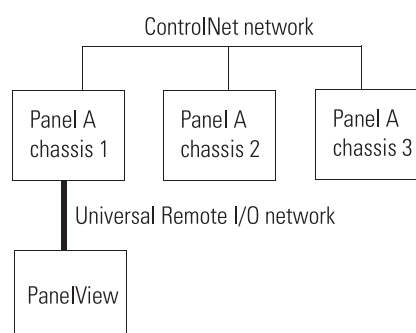 ControlNet network
Panel A
chassis 1
Panel A
chassis 2
Panel A
chassis 3
Universal Remote I/O network
PanelView